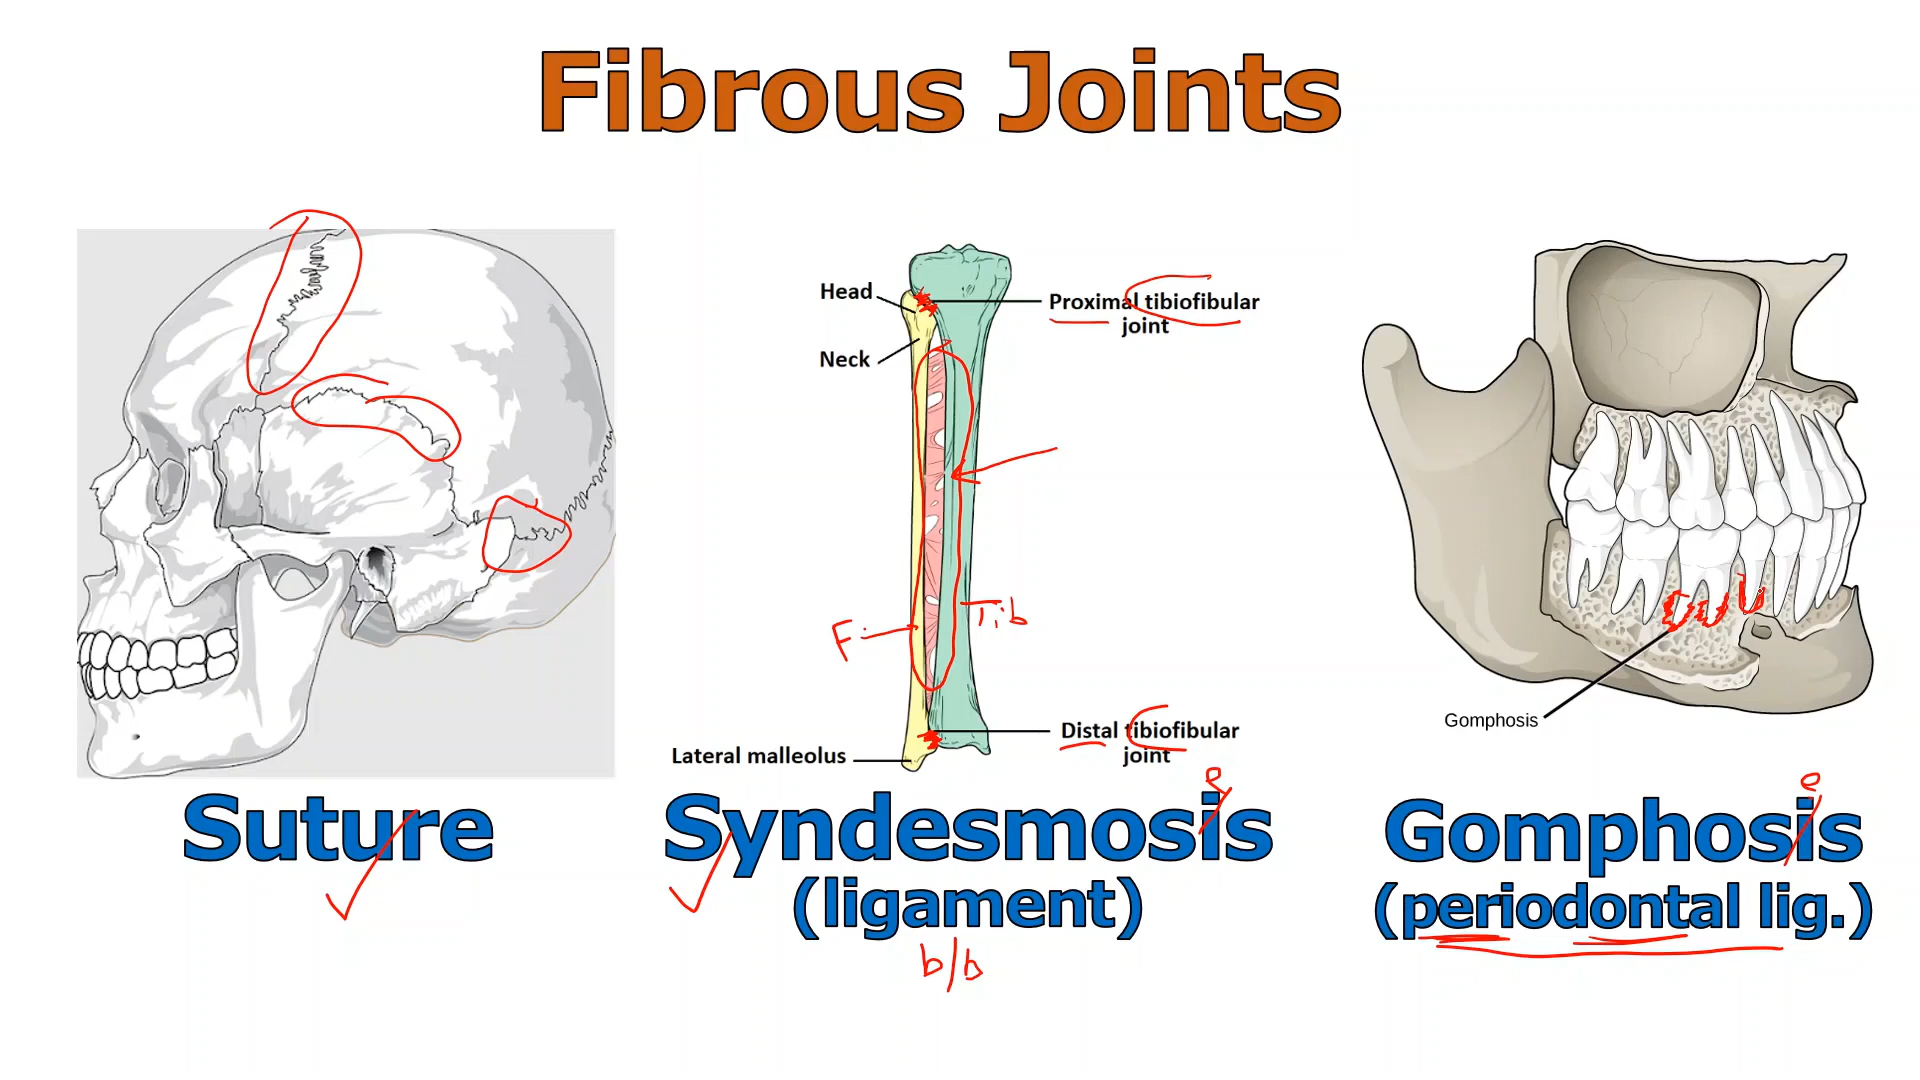 Fibrous Joints
Head
Proximal tibiofibular
joint
Neck
F
Tib
Gomphosis
Distal tibiofibular
joint
Lateral malleolus
e
e
Suture
Syndesmosis
(ligament)
b/b
Gomphosis
(periodontal lig.)